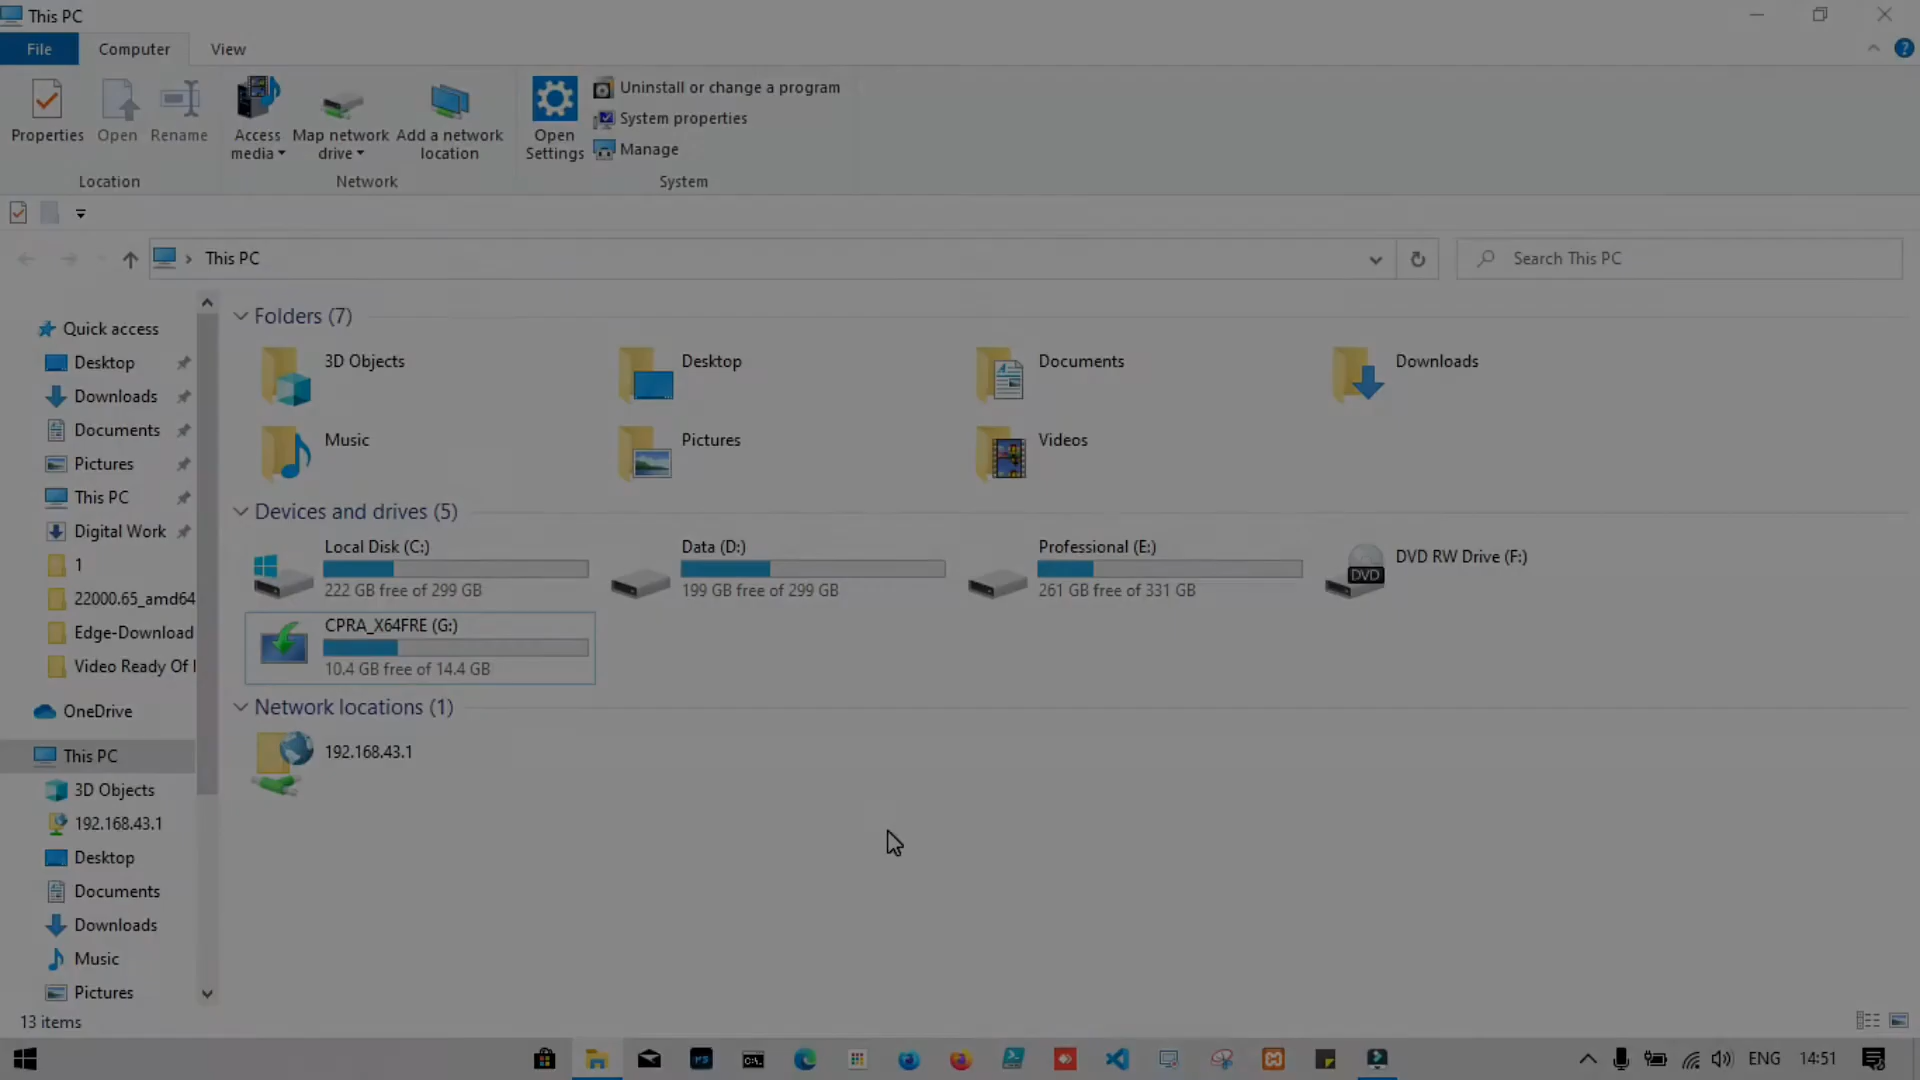 This PC
File
Computer
View
Properties
Open
Rename
Access
media
Map network
drive
Add a network
location
Open
Settings
Uninstall or change a program
System properties
Manage
Location
Network
System
This PC
Search This PC
Quick access
Desktop
Downloads
Documents
Pictures
This PC
Digital Work
1
22000.65_amd64
Edge-Download
Video Ready Of
OneDrive
This PC
3D Objects
192.168.43.1
Desktop
Documents
Downloads
Music
Pictures
Folders (7)
3D Objects
Desktop
Documents
Downloads
Music
Pictures
Videos
Devices and drives (5)
Local Disk (C:)
222 GB free of 299 GB
Data (D:)
199 GB free of 299 GB
Professional (E:)
261 GB free of 331 GB
DVD
DVD RW Drive (F:)
CPRA_X64FRE (G:)
10.4 GB free of 14.4 GB
Network locations (1)
192.168.43.1
13 items
ENG
14:51